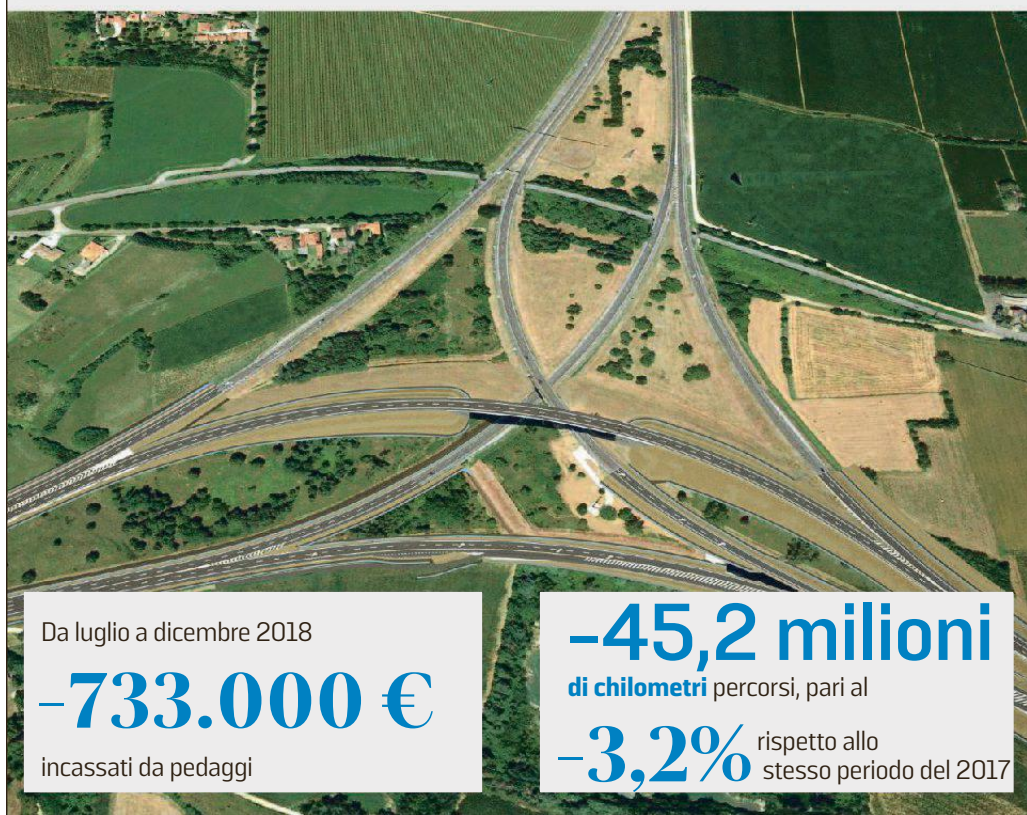 Da luglio a dicembre 2018
–733.000 €
incassati da pedaggi
–45,2 milioni
di chilometri percorsi, pari al
–3,2% rispetto allo
stesso periodo del 2017